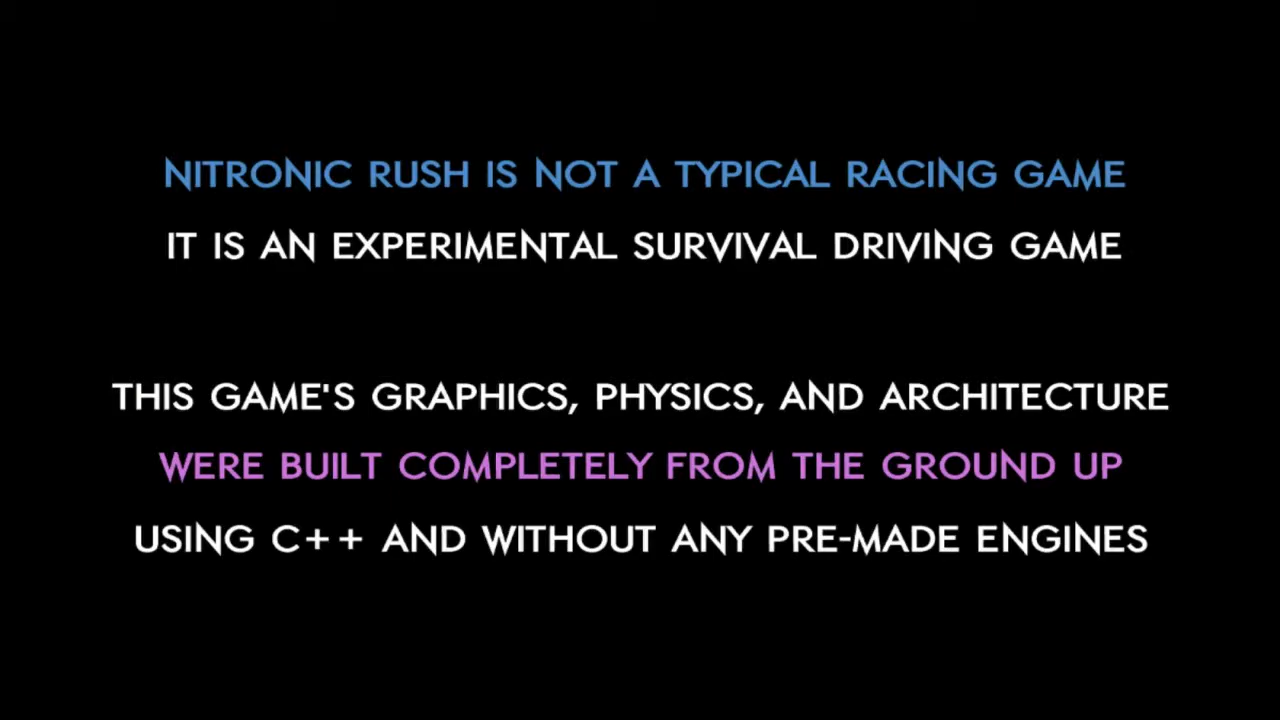 NITRONIC RUSH IS NOT A TYPICAL RACING GAME
IT IS AN EXPERIMENTAL SURVIVAL DRIVING GAME
THIS GAME'S GRAPHICS, PHYSICS, AND ARCHITECTURE
WERE BUILT COMPLETELY FROM THE GROUND UP
USING C++ AND WITHOUT ANY PRE-MADE ENGINES